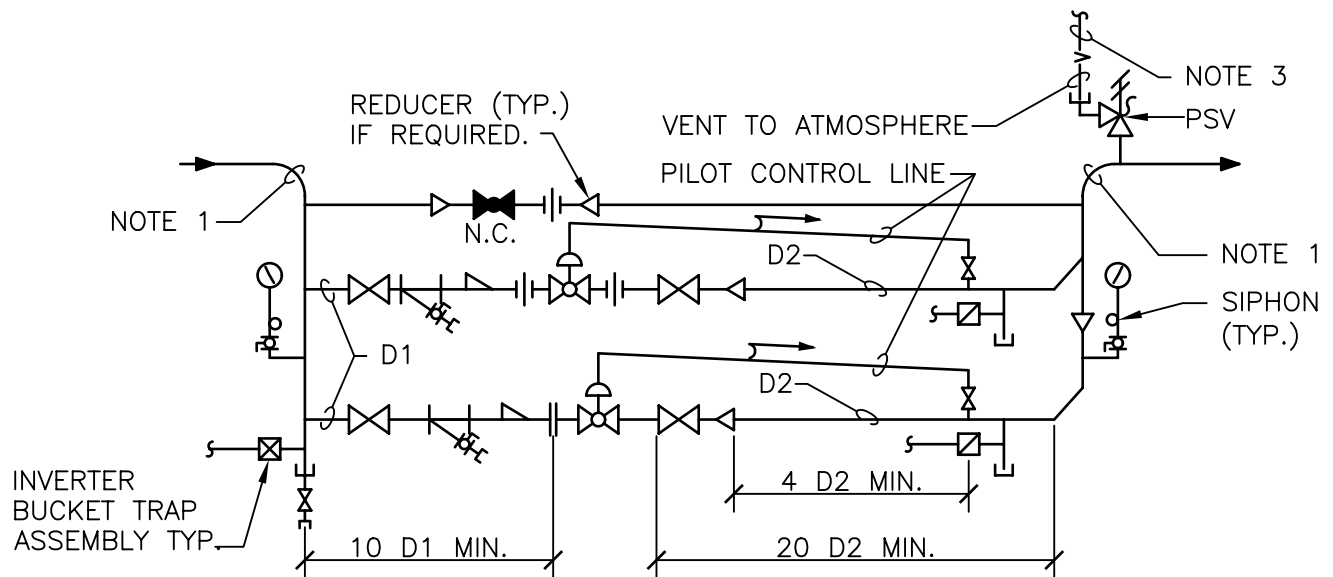 NOTE 3
REDUCER (TYP.)
IF REQUIRED.
VENT TO ATMOSPHERE
PSV
PILOT CONTROL LINE
NOTE 1
N.C.
D2
NOTE 1
SIPHON
(TYP.)
D1
D2
INVERTER
BUCKET TRAP
ASSEMBLY TYP.
4 D2 MIN.
10 D1 MIN.
20 D2 MIN.